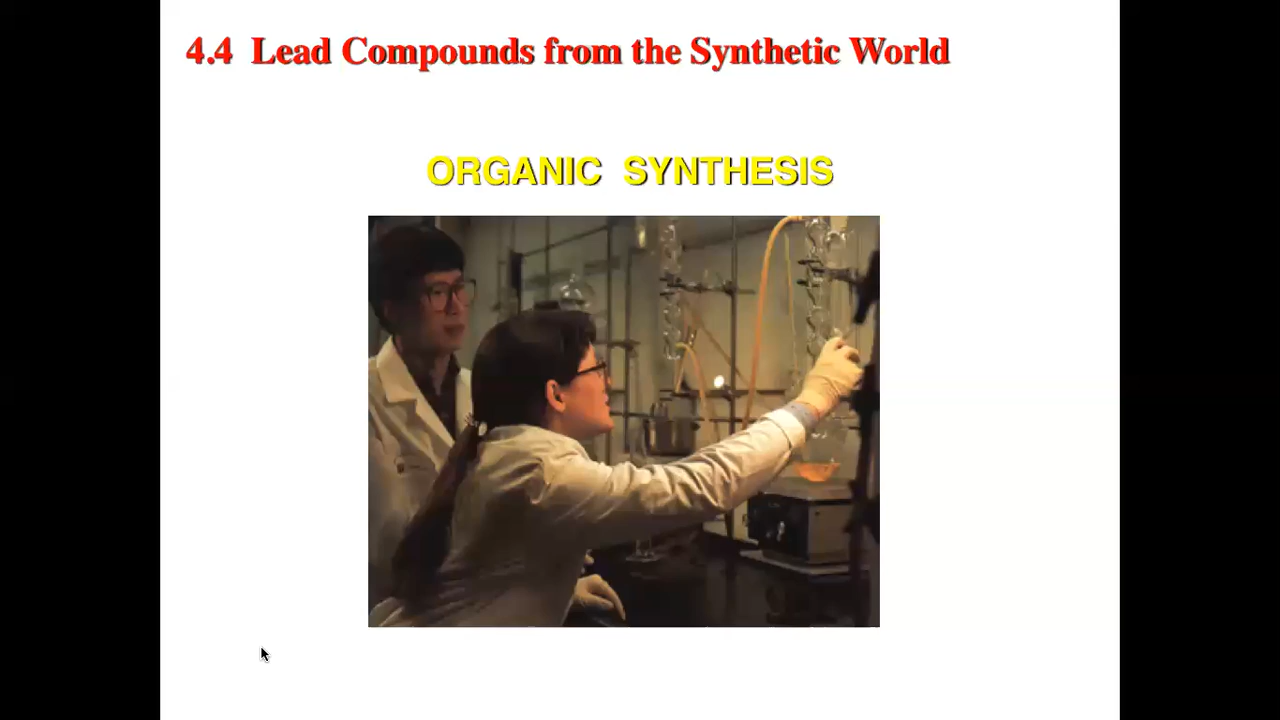 4.4 Lead Compounds from the Synthetic World
ORGANIC SYNTHESIS